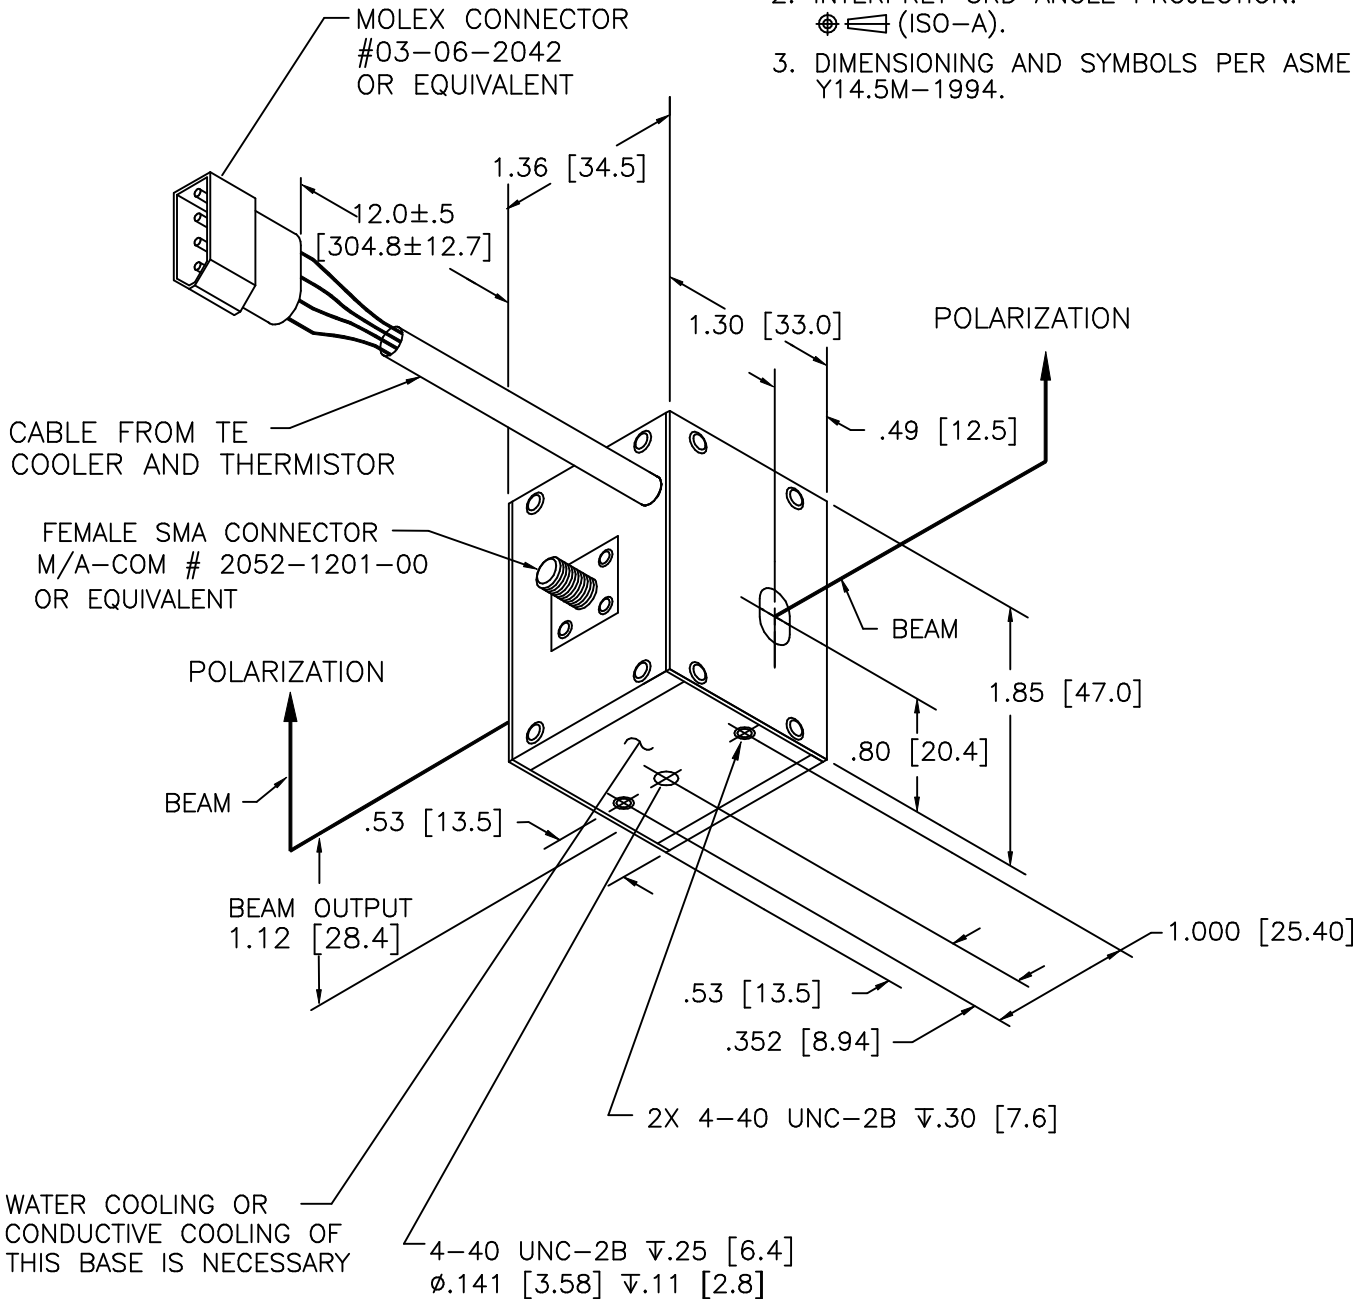 2. INTERPRET 3RD ANGLE PROJECTION.
(ISO-A).
3. DIMENSIONING AND SYMBOLS PER ASME
Y14.5M-1994.
MOLEX CONNECTOR
#03-06-2042
OR EQUIVALENT
1.36 [34.5]
12.0±.5
[304.8±12.7]
1.30 [33.0]
POLARIZATION
.49 [12.5]
CABLE FROM TE
COOLER AND THERMISTOR
FEMALE SMA CONNECTOR
M/A-COM # 2052-1201-00
OR EQUIVALENT
BEAM
POLARIZATION
1.85 [47.0]
.80 [20.4]
BEAM
.53 [13.5]
BEAM OUTPUT
1.12 [28.4]
1.000 [25.40]
.53 [13.5]
.352 [8.94]
2X 4-40 UNC-2B ↧.30 [7.6]
WATER COOLING OR
CONDUCTIVE COOLING OF
THIS BASE IS NECESSARY
4-40 UNC-2B ↧.25 [6.4]
ø.141 [3.58] ↧.11 [2.8]